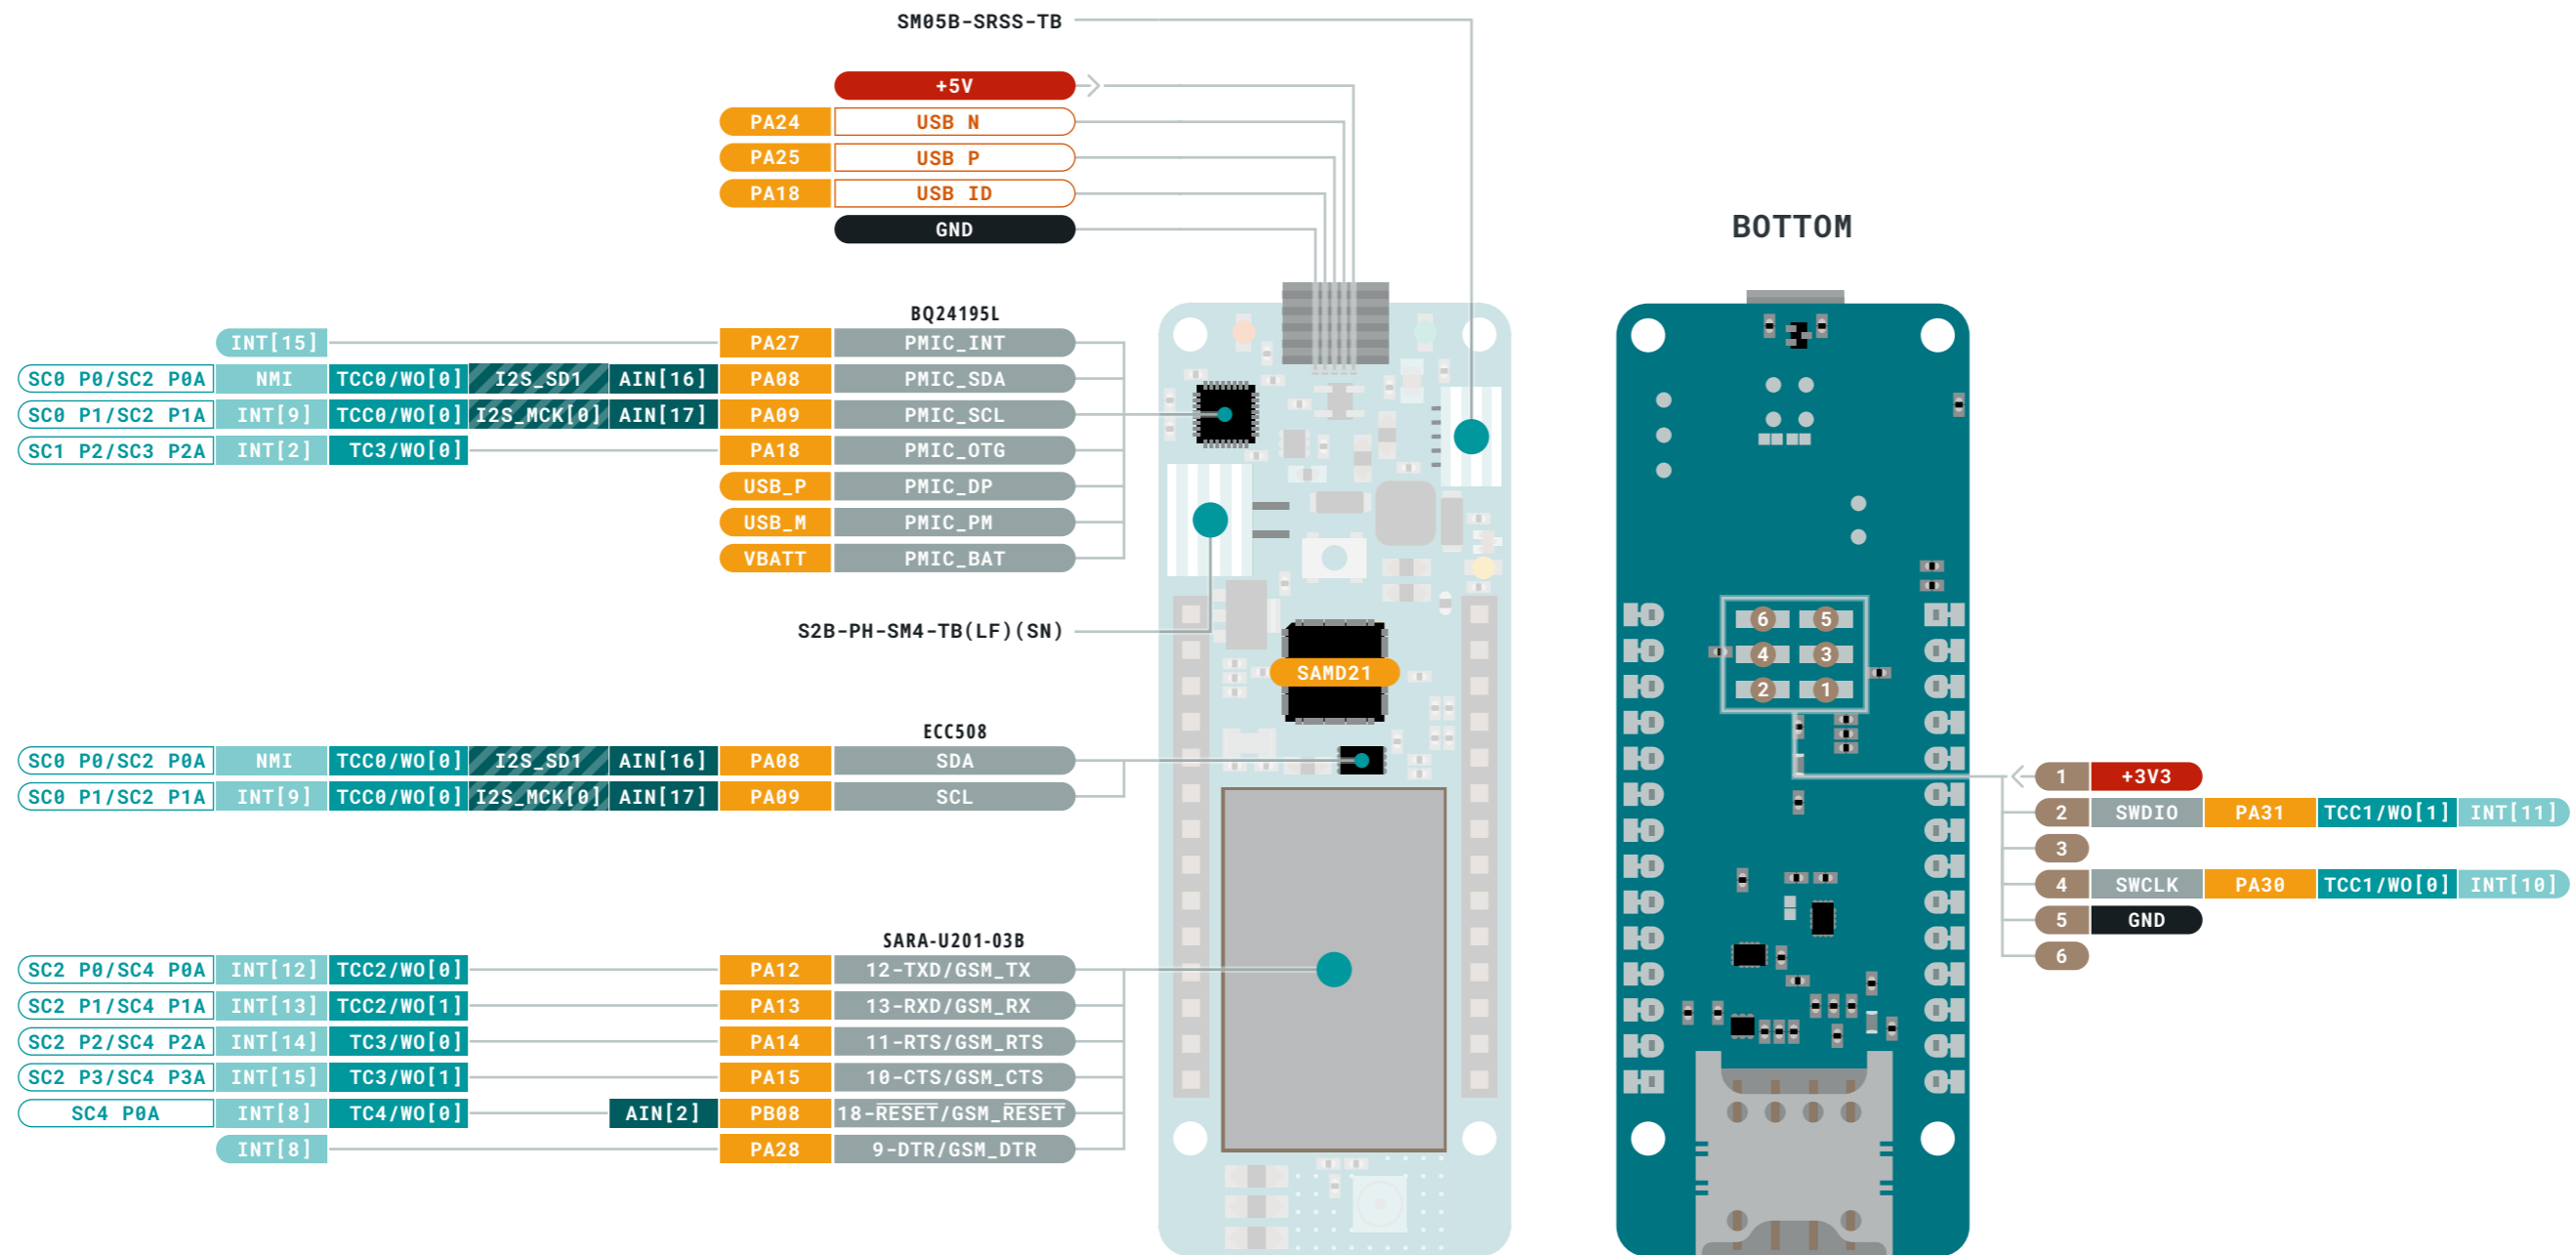 SM05B-SRSS-TB
+5V
PA24 USB N
PA25 USB P
PA18 USB ID
GND
BQ24195L
INT[15] PA27 PMIC_INT
SC0 P0/SC2 P0A NMI TCC0/WO[0] I2S_SD1 AIN[16] PA08 PMIC_SDA
SC0 P1/SC2 P1A INT[9] TCC0/WO[0] I2S_MCK[0] AIN[17] PA09 PMIC_SCL
SC1 P2/SC3 P2A INT[2] TC3/WO[0] PA18 PMIC_OTG
USB_P PMIC_DP
USB_M PMIC_PM
VBATT PMIC_BAT
S2B-PH-SM4-TB(LF)(SN)
SAMD21
ECC508
SC0 P0/SC2 P0A NMI TCC0/WO[0] I2S_SD1 AIN[16] PA08 SDA
SC0 P1/SC2 P1A INT[9] TCC0/WO[0] I2S_MCK[0] AIN[17] PA09 SCL
SARA-U201-03B
SC2 P0/SC4 P0A INT[12] TCC2/WO[0] PA12 12-TXD/GSM_TX
SC2 P1/SC4 P1A INT[13] TCC2/WO[1] PA13 13-RXD/GSM_RX
SC2 P2/SC4 P2A INT[14] TC3/WO[0] PA14 11-RTS/GSM_RTS
SC2 P3/SC4 P3A INT[15] TC3/WO[1] PA15 10-CTS/GSM_CTS
SC4 P0A INT[8] TC4/WO[0] AIN[2] PB08 18-RESET/GSM_RESET
INT[8] PA28 9-DTR/GSM_DTR
BOTTOM
6 5
4 3
2 1
1 +3V3
2 SWDIO PA31 TCC1/WO[1] INT[11]
3
4 SWCLK PA30 TCC1/WO[0] INT[10]
5 GND
6